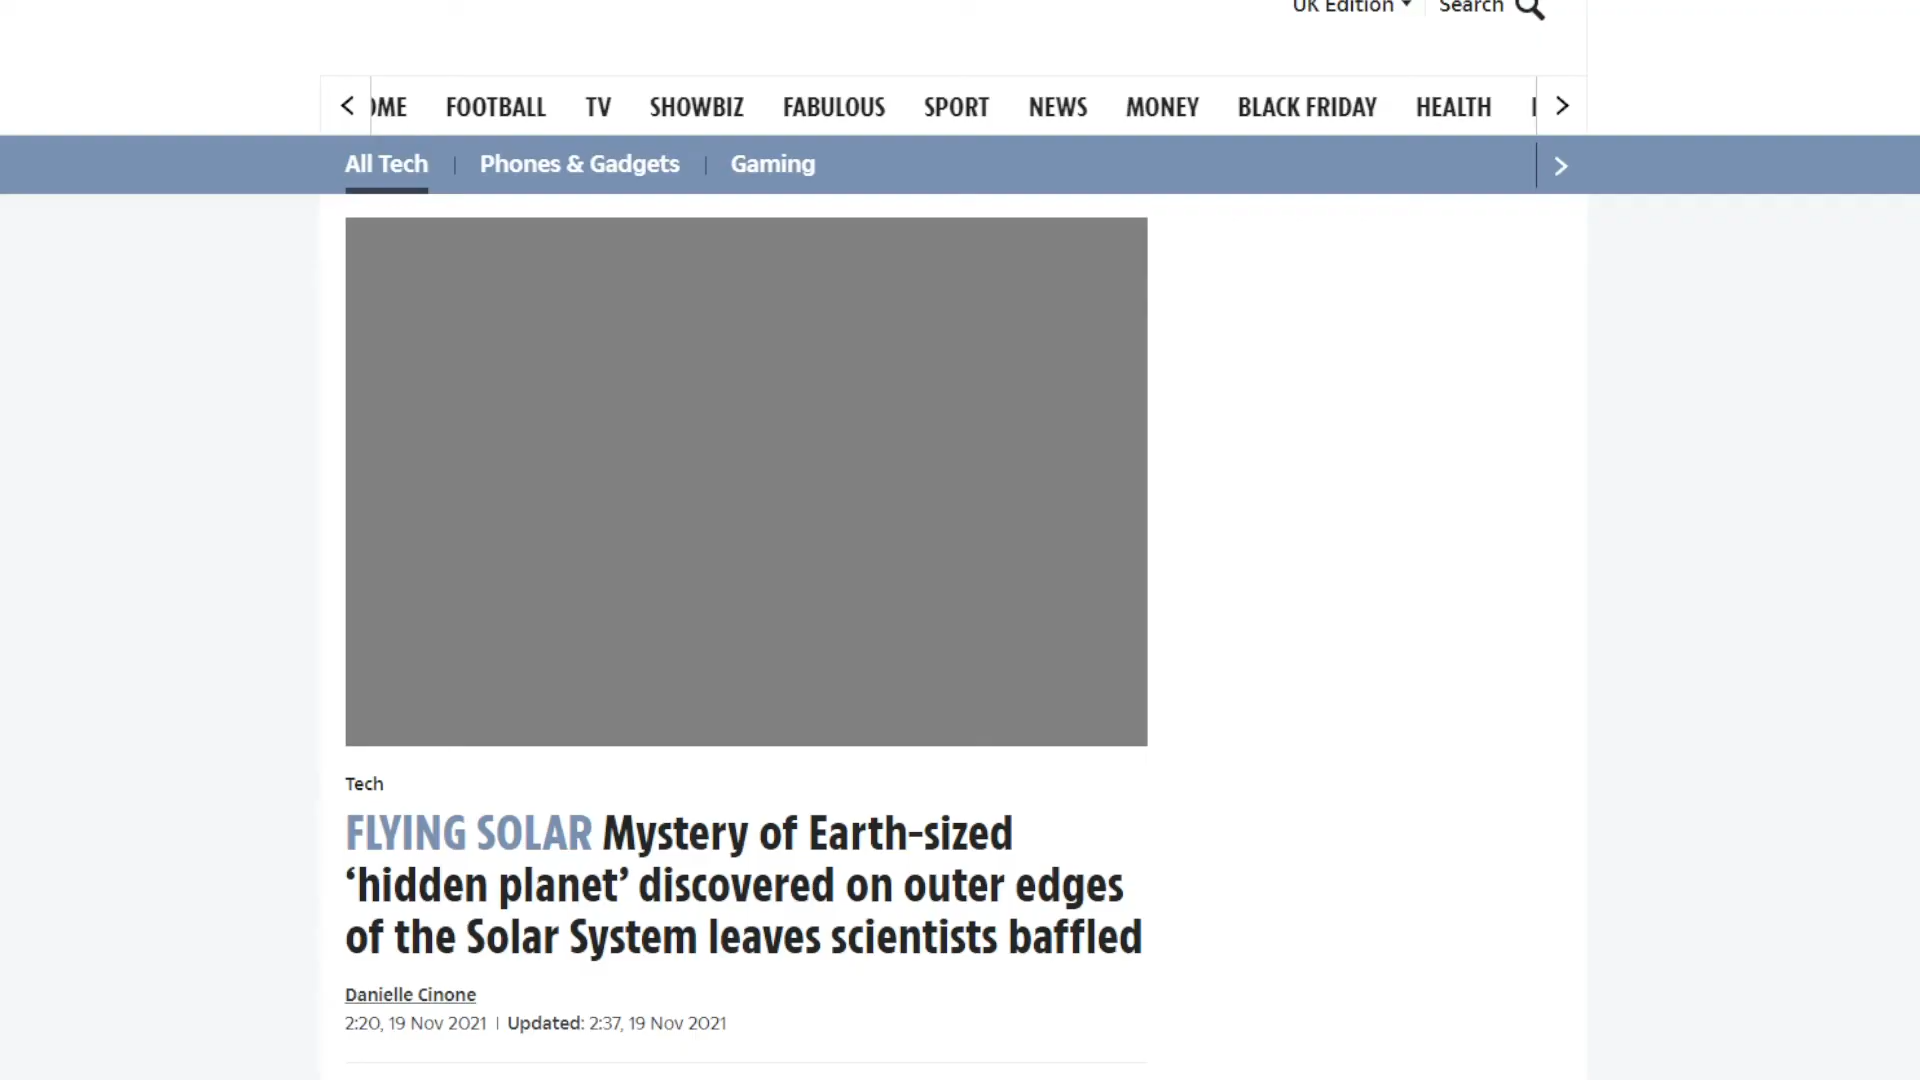 UK Edition Search
OME FOOTBALL TV SHOWBIZ FABULOUS SPORT NEWS MONEY BLACK FRIDAY HEALTH
All Tech | Phones & Gadgets | Gaming
Tech
FLYING SOLAR Mystery of Earth-sized
‘hidden planet’ discovered on outer edges
of the Solar System leaves scientists baffled
Danielle Cinone
2:20, 19 Nov 2021 | Updated: 2:37, 19 Nov 2021